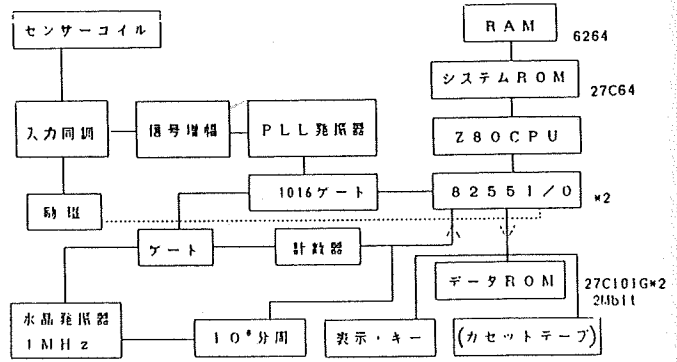 センサーコイル
RAM
6264
システムROM
27C64
入力同調
信号増幅
PLL発振器
Z80CPU
1016ゲート
8255I/O
*2
励磁
ゲート
計数器
データROM
27C101G*2
2Mbit
水晶発振器
1MHz
分周
表示・キー
(カセットテープ)